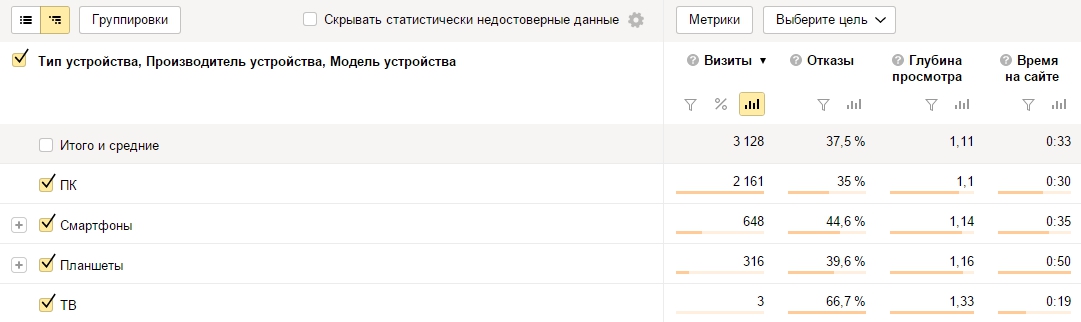 Группировки Скрывать статистически недостоверные данные Метрики Выберите цель
Тип устройства, Производитель устройства, Модель устройства ? Визиты ▼ ? Отказы ? Глубина просмотра ? Время на сайте
%
Итого и средние 3 128 37,5 % 1,11 0:33
ПК 2 161 35 % 1,1 0:30
+ Смартфоны 648 44,6 % 1,14 0:35
+ Планшеты 316 39,6 % 1,16 0:50
ТВ 3 66,7 % 1,33 0:19